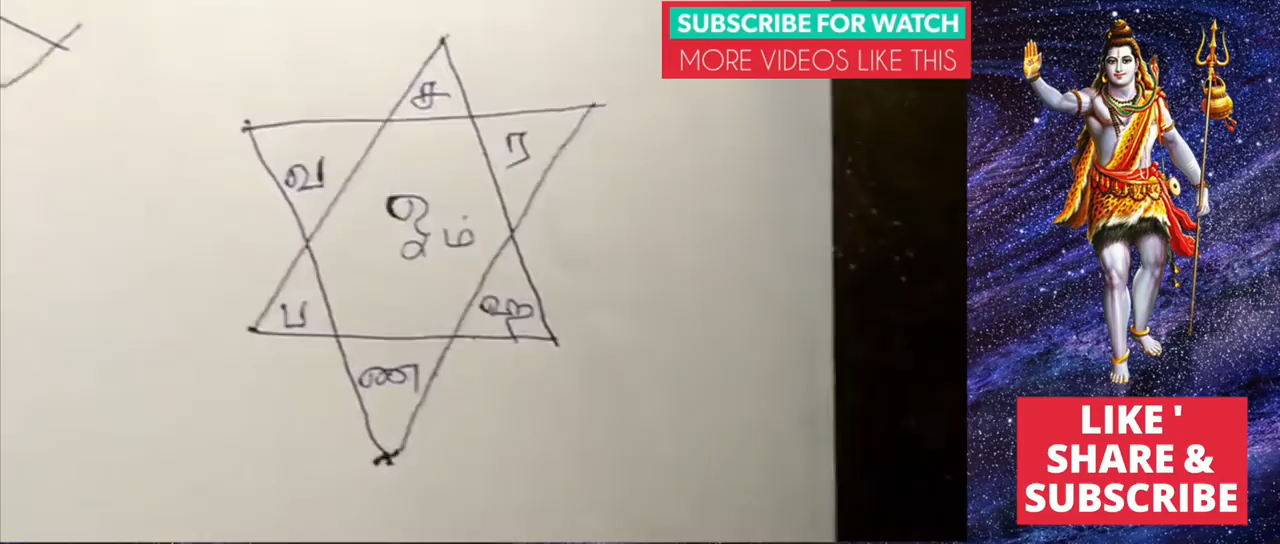 SUBSCRIBE FOR WATCH
MORE VIDEOS LIKE THIS
ச
வ
ர
ஓம்
ப
ஹ
ண
LIKE '
SHARE &
SUBSCRIBE